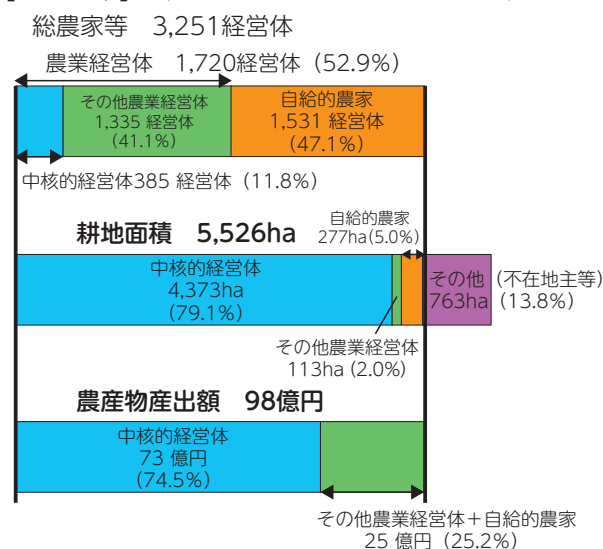 総農家等 3,251経営体
農業経営体 1,720経営体（52.9%）
その他農業経営体
1,335 経営体
(41.1%)
自給的農家
1,531 経営体
(47.1%)
中核的経営体385 経営体（11.8%）
耕地面積 5,526ha
自給的農家
277ha(5.0%)
中核的経営体
4,373ha
(79.1%)
その他（不在地主等）
763ha（13.8%）
その他農業経営体
113ha (2.0%)
農産物産出額 98億円
中核的経営体
73 億円
(74.5%)
その他農業経営体＋自給的農家
25 億円（25.2%）